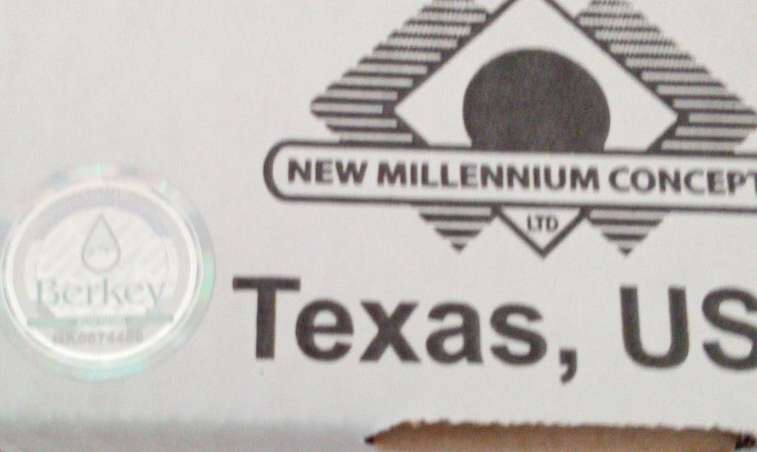 NEW MILLENNIUM CONCEPT
LTD
Berkey
Texas, US